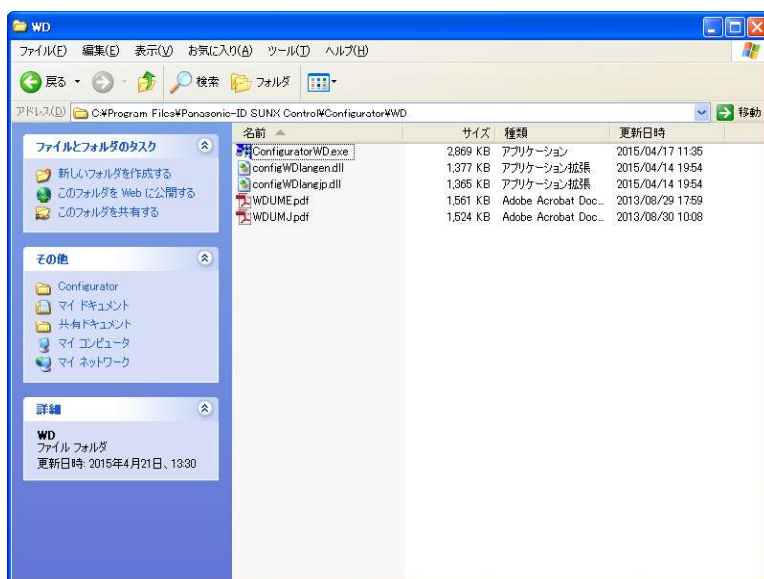 WD
ファイル(F) 編集(E) 表示(V) お気に入り(A) ツール(T) ヘルプ(H)
戻る 検索 フォルダ
アドレス(D) C:¥Program Files¥Panasonic-ID SUNX Control¥Configurator¥WD 移動
ファイルとフォルダのタスク
新しいフォルダを作成する
このフォルダを Web に公開する
このフォルダを共有する
その他
Configurator
マイ ドキュメント
共有ドキュメント
マイ コンピュータ
マイ ネットワーク
詳細
WD
ファイル フォルダ
更新日時: 2015年4月21日、13:30
名前 サイズ 種類 更新日時
ConfiguratorWD.exe 2,869 KB アプリケーション 2015/04/17 11:35
configWDlangen.dll 1,377 KB アプリケーション拡張 2015/04/14 19:54
configWDlangjp.dll 1,365 KB アプリケーション拡張 2015/04/14 19:54
WDUME.pdf 1,561 KB Adobe Acrobat Doc... 2013/08/29 17:59
WDUMJ.pdf 1,524 KB Adobe Acrobat Doc... 2013/08/30 10:08